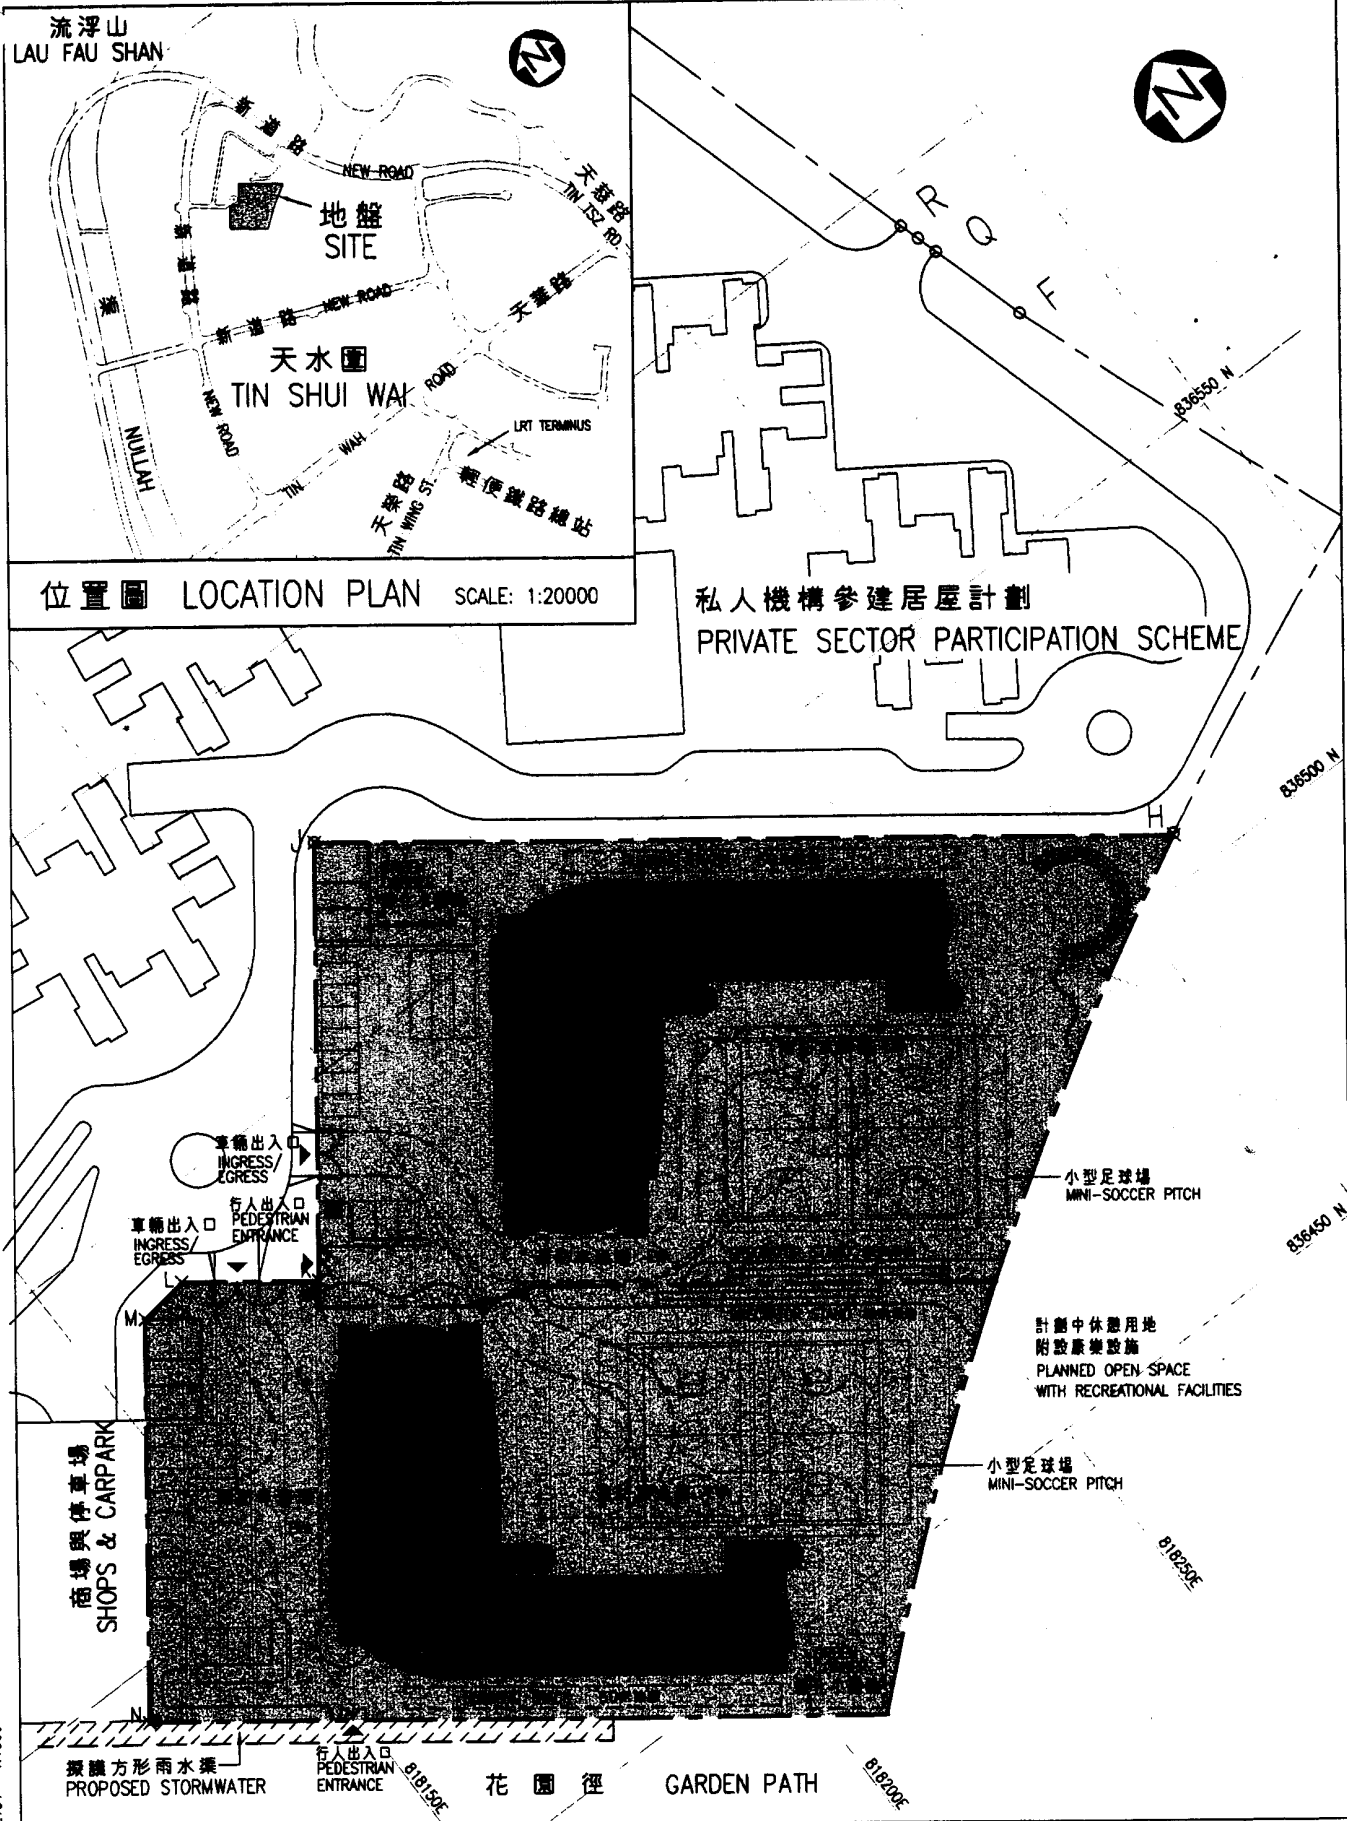 流浮山
LAU FAU SHAN
N
新道路
NEW ROAD
天慈路
TIN TSZ RD.
地盤
SITE
新道路
渠
新道路 NEW ROAD
天華路
天水圍
TIN SHUI WAI
NEW ROAD
NULLAH
TIN WAH ROAD
LRT TERMINUS
輕便鐵路總站
天榮路
TIN WING ST.
位置圖 LOCATION PLAN SCALE: 1:20000
N
R
Q
F
836550 N
私人機構參建居屋計劃
PRIVATE SECTOR PARTICIPATION SCHEME
836500 N
J
H
車輛出入口
INGRESS/
EGRESS
行人出入口
PEDESTRIAN
ENTRANCE
車輛出入口
INGRESS/
EGRESS
小型足球場
MINI-SOCCER PITCH
836450 N
L
K
M
計劃中休憩用地
附設康樂設施
PLANNED OPEN SPACE
WITH RECREATIONAL FACILITIES
商場與停車場
SHOPS & CARPARK
小型足球場
MINI-SOCCER PITCH
818250E
N
擬議方形雨水渠
PROPOSED STORMWATER
行人出入口
PEDESTRIAN
ENTRANCE
818150E
花園徑 GARDEN PATH
818200E